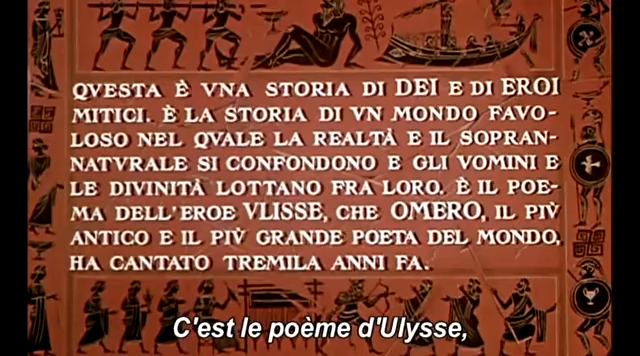 QVESTA È VNA STORIA DI DEI E DI EROI
MITICI. È LA STORIA DI VN MONDO FAVO-
LOSO NEL QVALE LA REALTÀ E IL SOPRAN-
NATVRALE SI CONFONDONO E GLI VOMINI E
LE DIVINITÀ LOTTANO FRA LORO. È IL POE-
MA DELL'EROE VLISSE, CHE OMERO, IL PIV̀
ANTICO E IL PIV̀ GRANDE POETA DEL MONDO,
HA CANTATO TREMILA ANNI FA.
C'est le poème d'Ulysse,